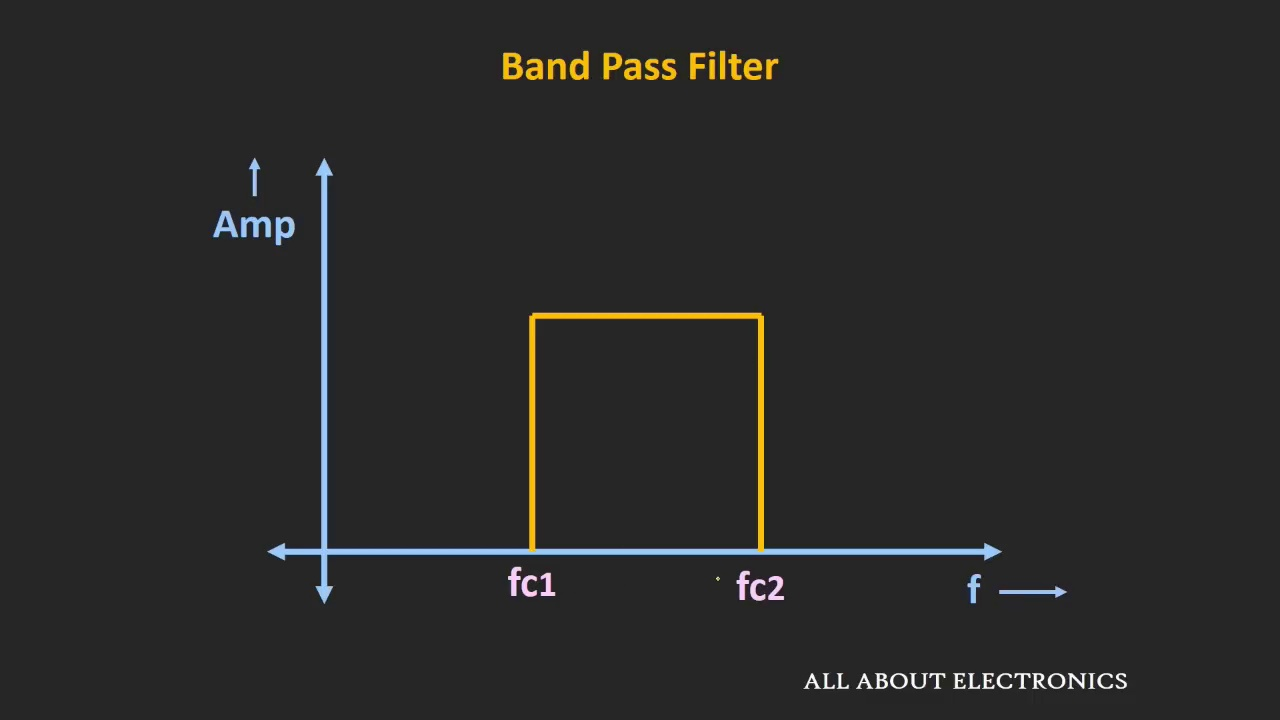 Band Pass Filter
Amp
fc1
fc2
f
ALL ABOUT ELECTRONICS